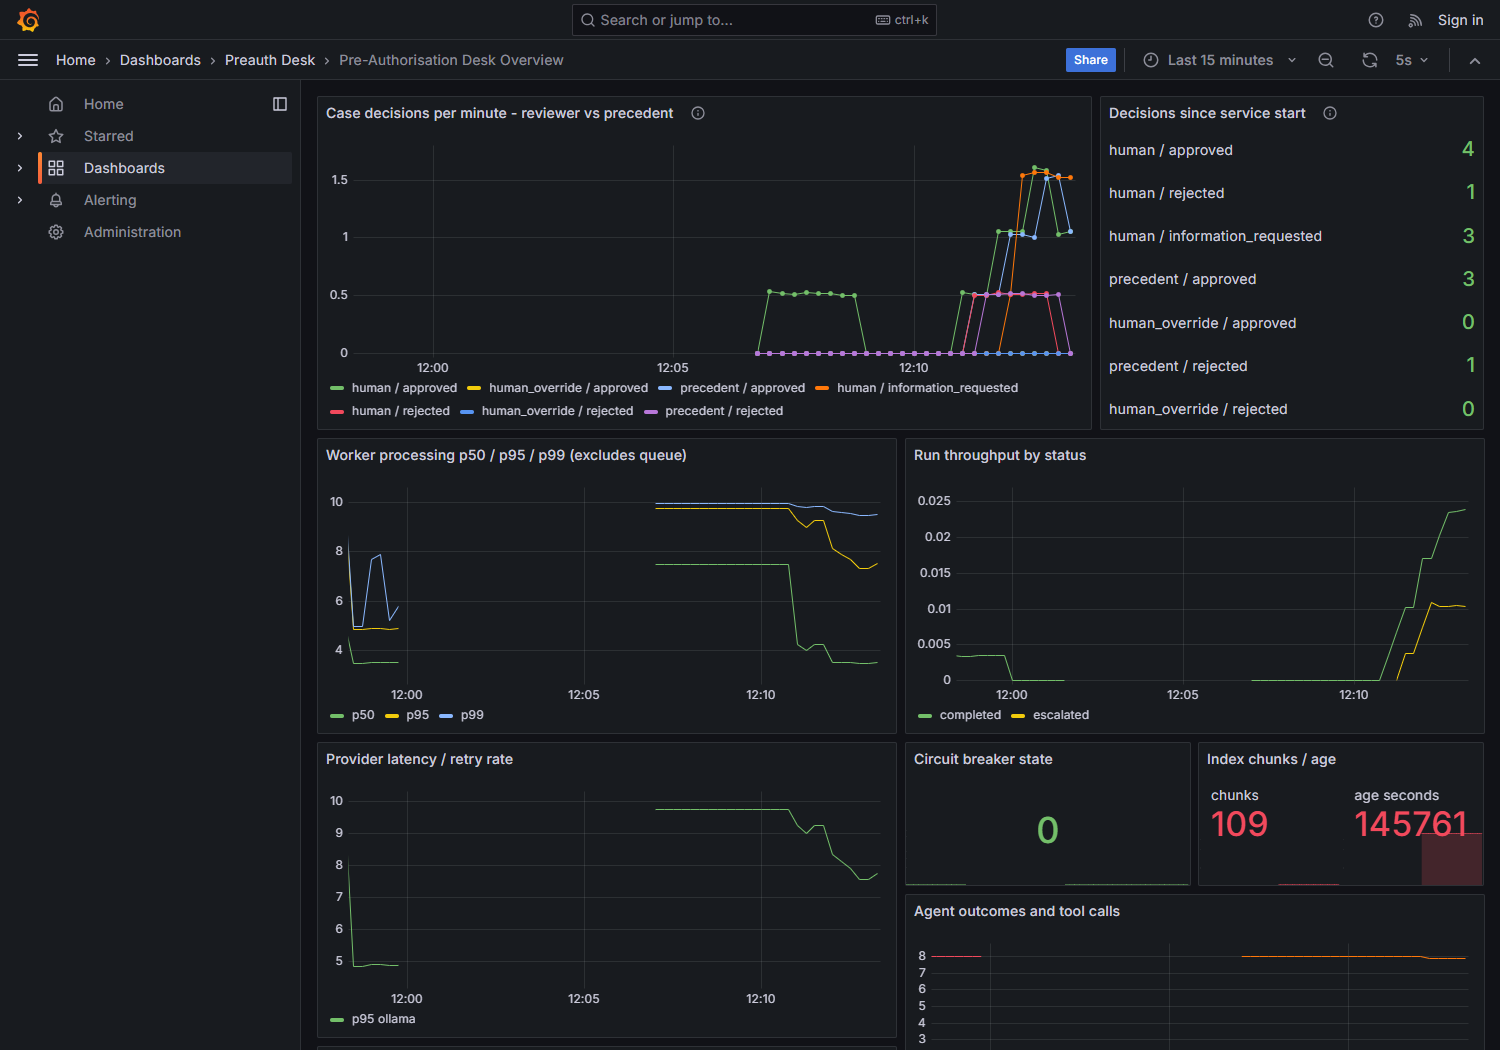 Search or jump to...
ctrl+k
Sign in
Home › Dashboards › Preauth Desk › Pre-Authorisation Desk Overview
Share
Last 15 minutes
5s
Home
Starred
Dashboards
Alerting
Administration
Case decisions per minute - reviewer vs precedent
1.5
1
0.5
0
12:00 12:05 12:10
human / approved human_override / approved precedent / approved human / information_requested
human / rejected human_override / rejected precedent / rejected
Decisions since service start
human / approved 4
human / rejected 1
human / information_requested 3
precedent / approved 3
human_override / approved 0
precedent / rejected 1
human_override / rejected 0
Worker processing p50 / p95 / p99 (excludes queue)
10
8
6
4
12:00 12:05 12:10
p50 p95 p99
Run throughput by status
0.025
0.02
0.015
0.01
0.005
0
12:00 12:05 12:10
completed escalated
Provider latency / retry rate
10
9
8
7
6
5
12:00 12:05 12:10
p95 ollama
Circuit breaker state
0
Index chunks / age
chunks age seconds
109 145761
Agent outcomes and tool calls
8
7
6
5
4
3